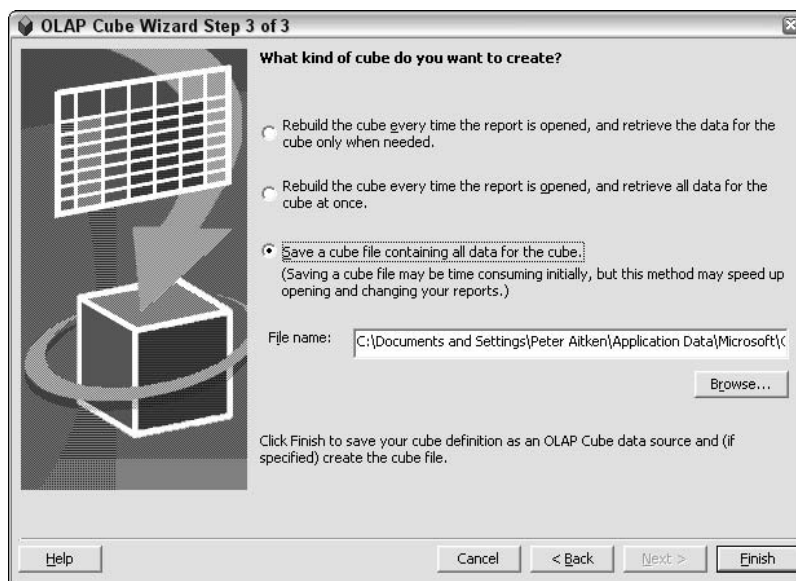 OLAP Cube Wizard Step 3 of 3
What kind of cube do you want to create?
Rebuild the cube every time the report is opened, and retrieve the data for the
cube only when needed.
Rebuild the cube every time the report is opened, and retrieve all data for the
cube at once.
Save a cube file containing all data for the cube.
(Saving a cube file may be time consuming initially, but this method may speed up
opening and changing your reports.)
File name:
C:\Documents and Settings\Peter Aitken\Application Data\Microsoft\
Browse...
Click Finish to save your cube definition as an OLAP Cube data source and (if
specified) create the cube file.
Help
Cancel
< Back
Next >
Finish